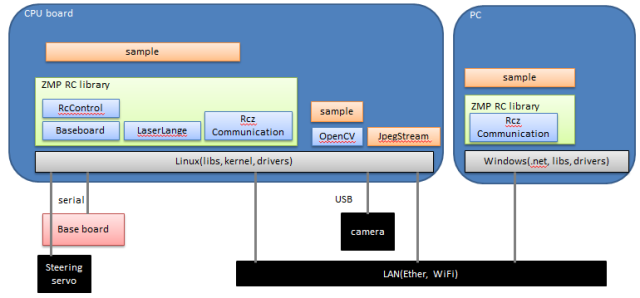 CPU board
PC
sample
sample
ZMP RC library
ZMP RC library
RcControl
Baseboard
LaserLange
Rcz
Communication
sample
OpenCV
JpegStream
Rcz
Communication
Linux(libs, kernel, drivers)
Windows(.net, libs, drivers)
serial
USB
Base board
camera
Steering
servo
LAN(Ether, WiFi)